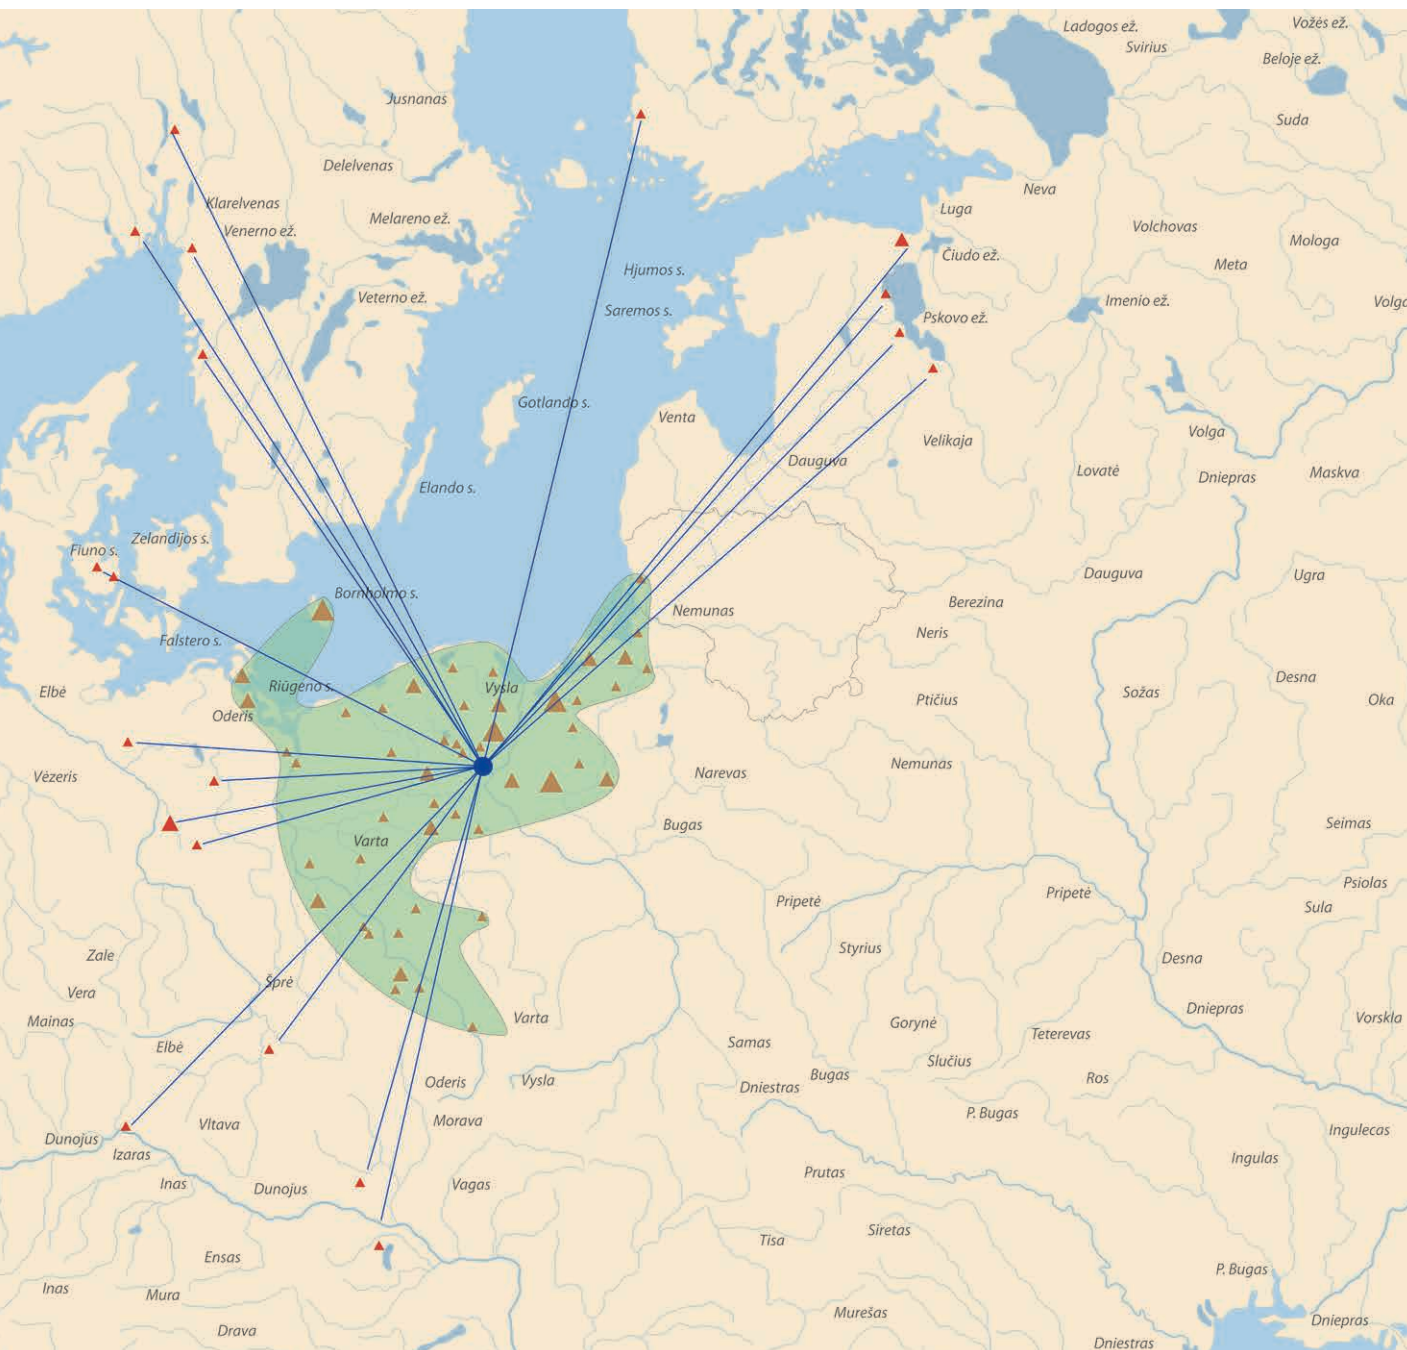 Ladogos ež.
Vožės ež.
Svirius
Beloje ež.
Jusnanas
Suda
Delelvenas
Neva
Klarelvenas
Luga
Melareno ež.
Venerno ež.
Volchovas
Mologa
Čiudo ež.
Meta
Hjumos s.
Veterno ež.
Imenio ež.
Volga
Saremos s.
Pskovo ež.
Gotlando s.
Venta
Volga
Velikaja
Dauguva
Lovatė
Maskva
Dniepras
Elando s.
Zelandijos s.
Fiuno s.
Dauguva
Ugra
Bornholmo s.
Berezina
Nemunas
Neris
Falstero s.
Desna
Riūgeno s.
Vysla
Elbė
Sožas
Ptičius
Oka
Oderis
Nemunas
Narevas
Vėzeris
Bugas
Seimas
Varta
Psiolas
Pripetė
Pripetė
Sula
Styrius
Zale
Desna
Šprė
Vera
Dniepras
Varta
Mainas
Gorynė
Vorskla
Teterevas
Samas
Elbė
Slučius
Bugas
Ros
Vysla
Oderis
Dniestras
P. Bugas
Morava
Vltava
Ingulecas
Dunojus
Izaras
Ingulas
Prutas
Inas
Dunojus
Vagas
Siretas
Tisa
Ensas
P. Bugas
Inas
Mura
Murešas
Dniepras
Drava
Dniestras